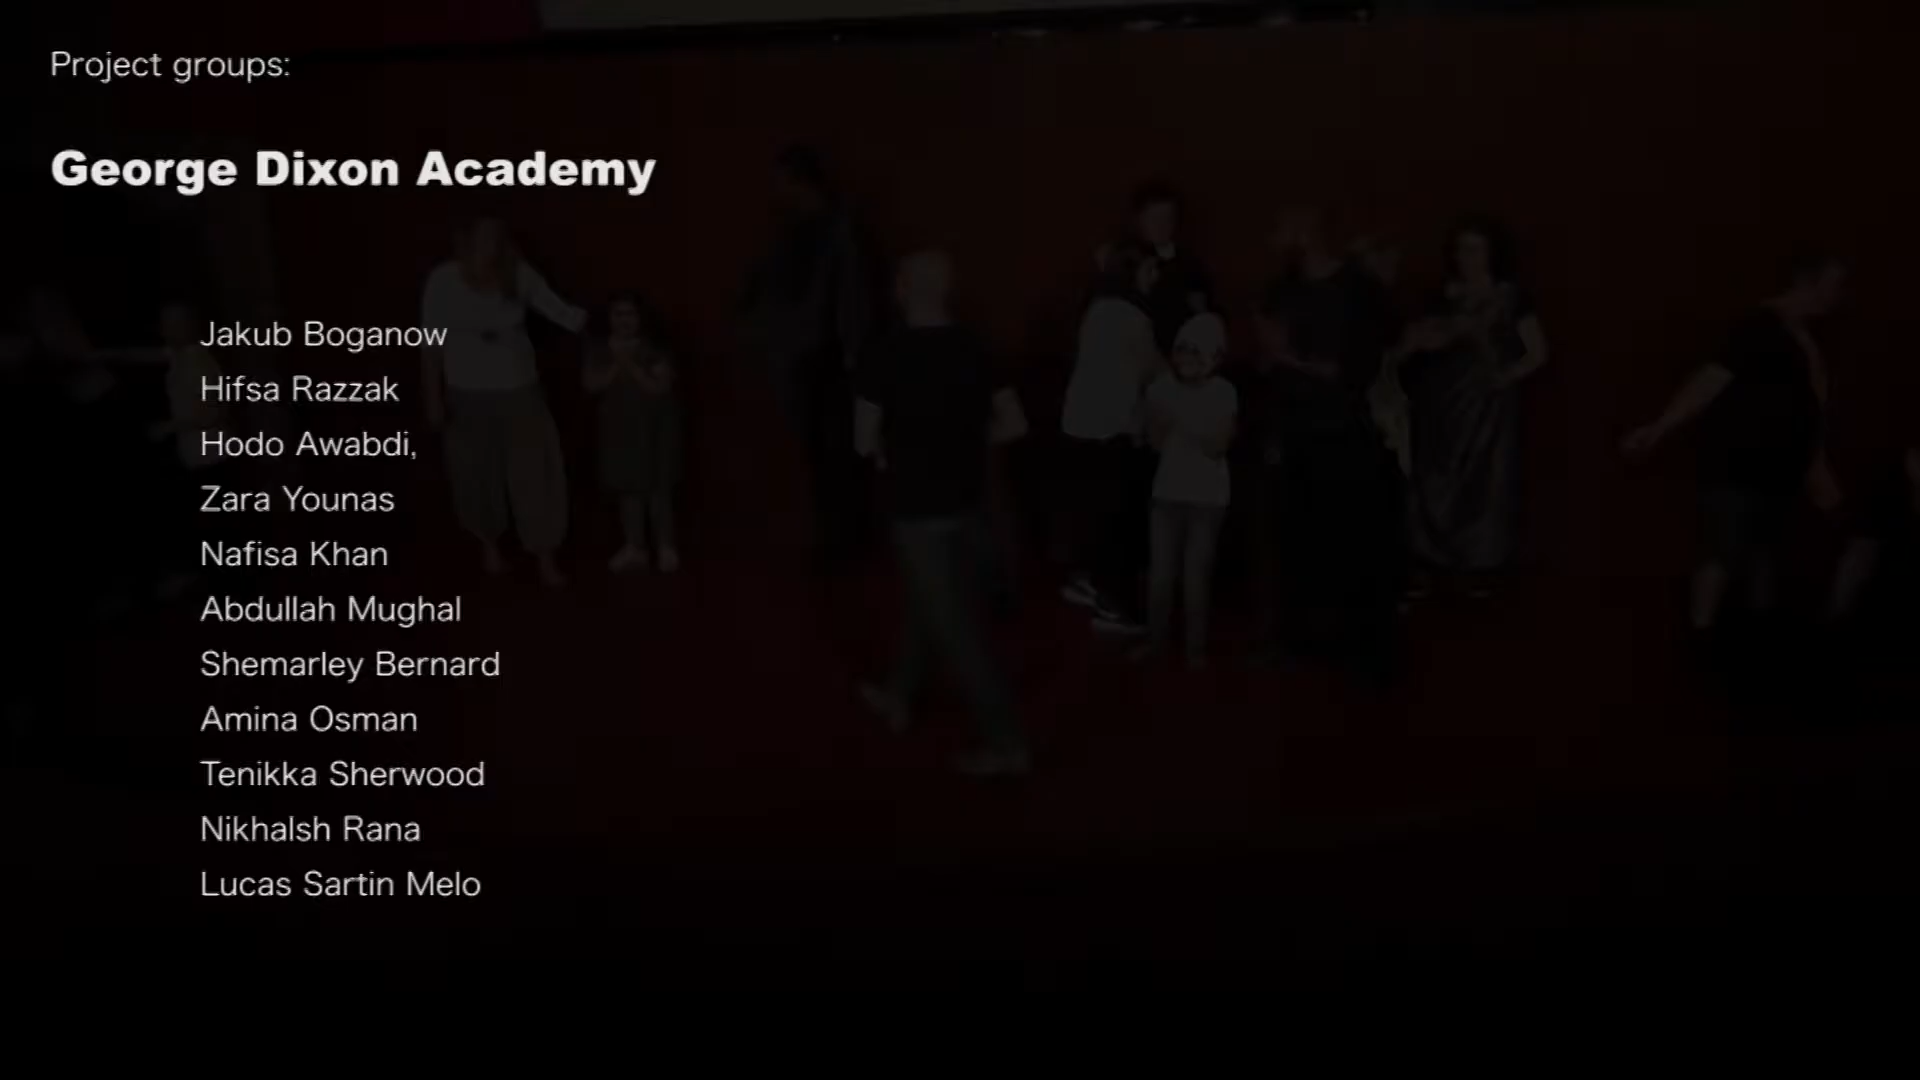 Project groups:
George Dixon Academy
Jakub Boganow
Hifsa Razzak
Hodo Awabdi,
Zara Younas
Nafisa Khan
Abdullah Mughal
Shemarley Bernard
Amina Osman
Tenikka Sherwood
Nikhalsh Rana
Lucas Sartin Melo